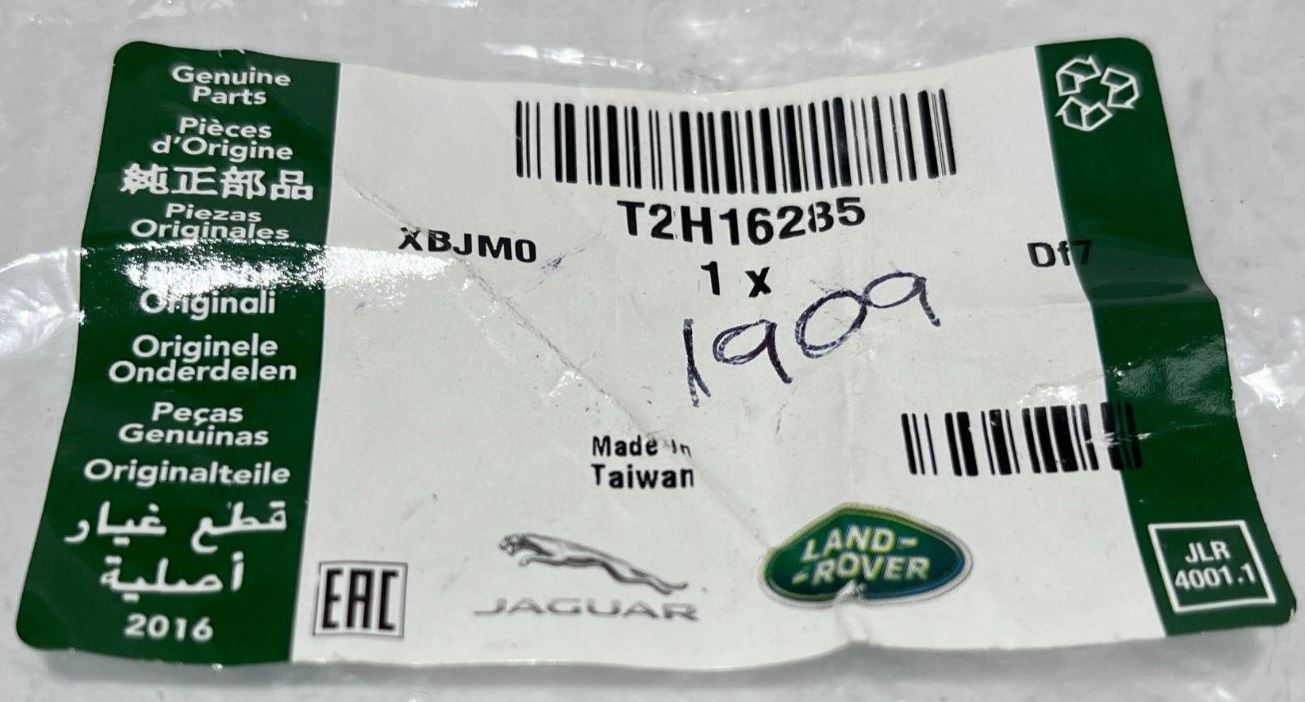 Genuine
Parts
Pièces
d'Origine
純正部品
Piezas
Originales
Originali
Originele
Onderdelen
Peças
Genuinas
Originalteile
قطع غيار
أصلية
2016
T2H16285
XBJM0
1 x
Df7
1909
Made in
Taiwan
EAC
JAGUAR
LAND-
-ROVER
JLR
4001.1